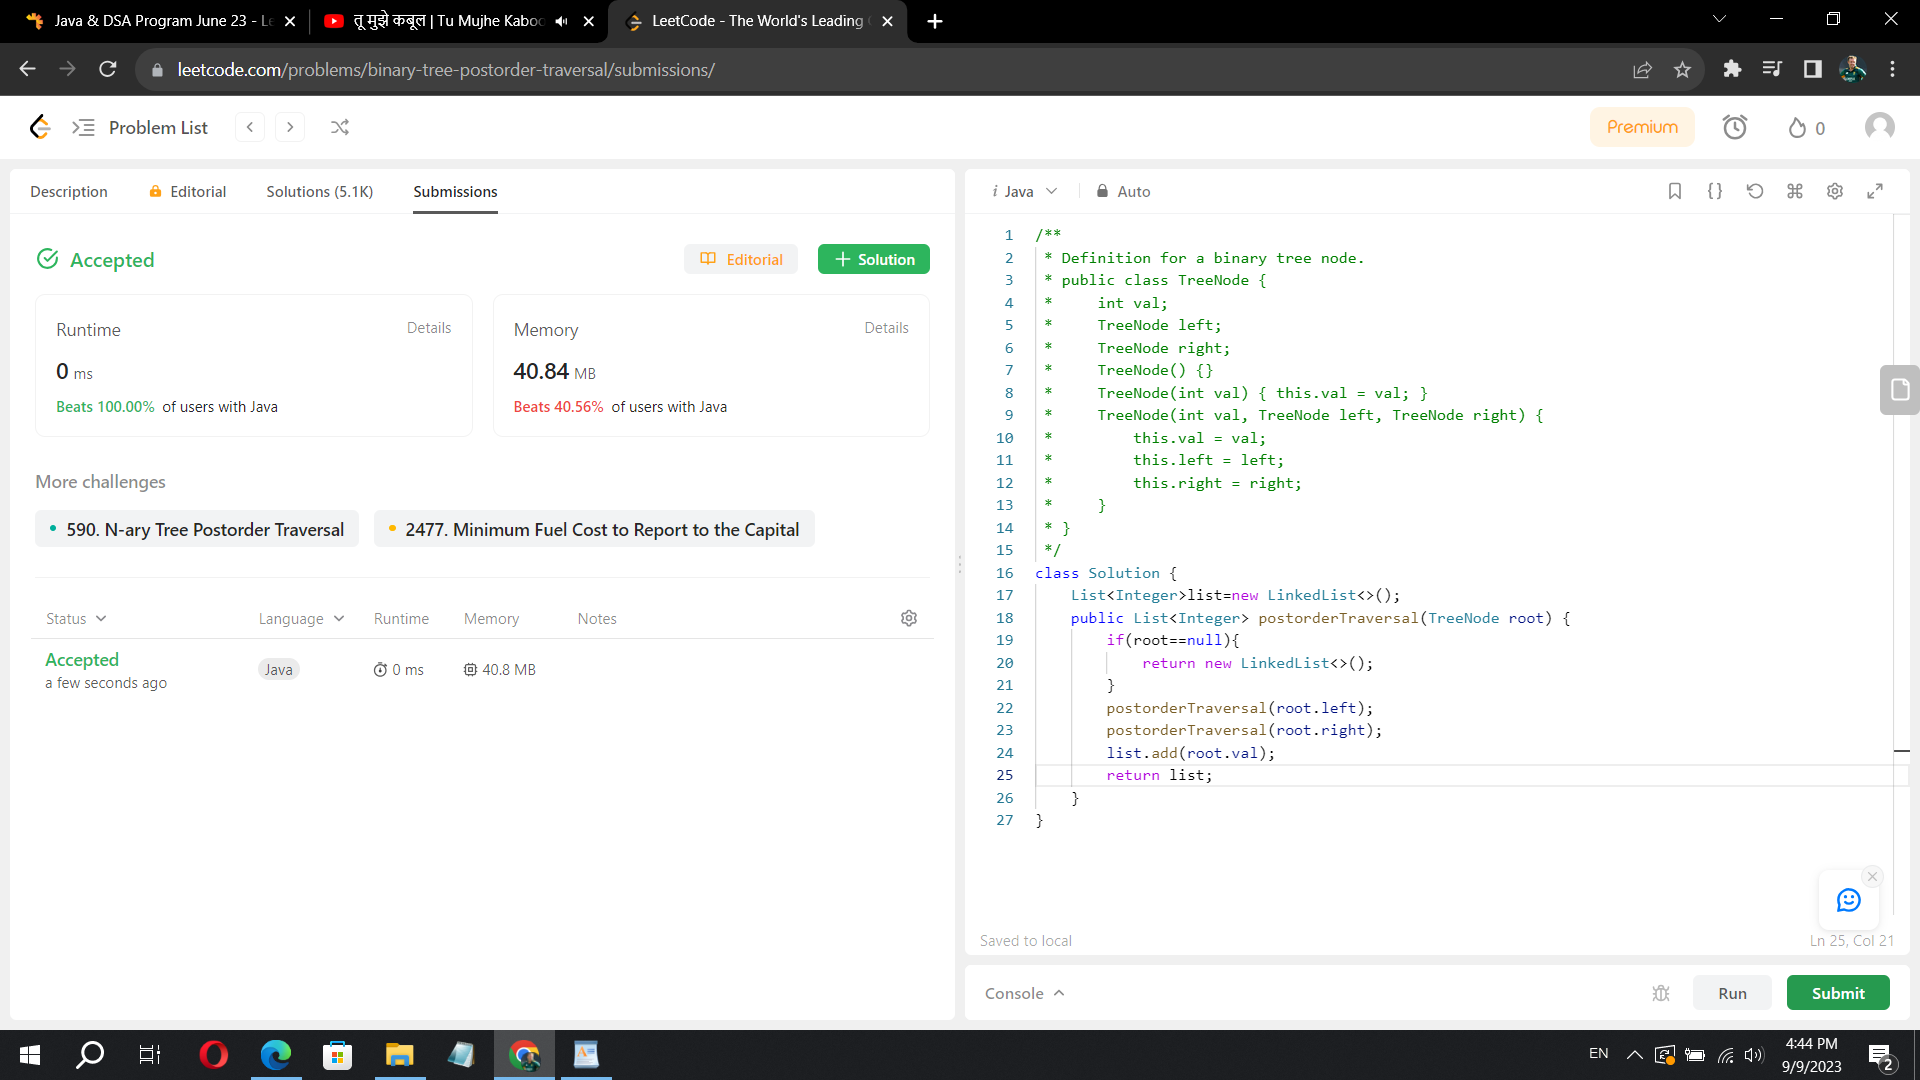 Java & DSA Program June 23 - Le
तू मुझे कबूल | Tu Mujhe Kaboo
LeetCode - The World's Leading
leetcode.com/problems/binary-tree-postorder-traversal/submissions/
Problem List
Premium
0
Description
Editorial
Solutions (5.1K)
Submissions
Accepted
Editorial
+ Solution
Runtime
Details
0 ms
Beats 100.00% of users with Java
Memory
Details
40.84 MB
Beats 40.56% of users with Java
More challenges
590. N-ary Tree Postorder Traversal
2477. Minimum Fuel Cost to Report to the Capital
Status
Language
Runtime
Memory
Notes
Accepted
a few seconds ago
Java
0 ms
40.8 MB
i Java
Auto
1 /**
2 * Definition for a binary tree node.
3 * public class TreeNode {
4 *     int val;
5 *     TreeNode left;
6 *     TreeNode right;
7 *     TreeNode() {}
8 *     TreeNode(int val) { this.val = val; }
9 *     TreeNode(int val, TreeNode left, TreeNode right) {
10 *         this.val = val;
11 *         this.left = left;
12 *         this.right = right;
13 *     }
14 * }
15 */
16 class Solution {
17     List<Integer>list=new LinkedList<>();
18     public List<Integer> postorderTraversal(TreeNode root) {
19         if(root==null){
20             return new LinkedList<>();
21         }
22         postorderTraversal(root.left);
23         postorderTraversal(root.right);
24         list.add(root.val);
25         return list;
26     }
27 }
Saved to local
Ln 25, Col 21
Console
Run
Submit
EN
4:44 PM
9/9/2023
2